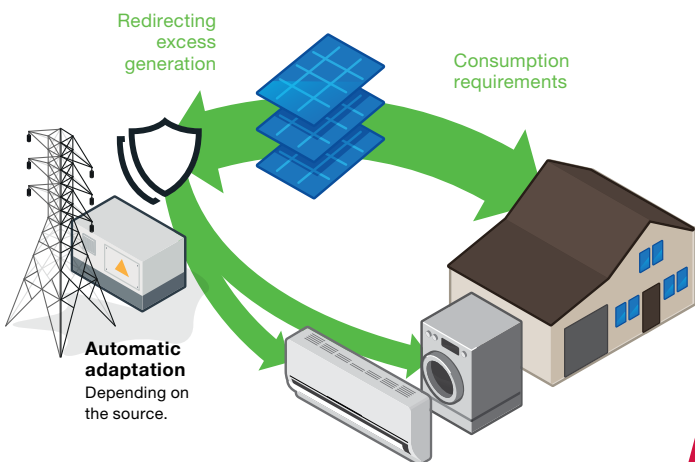 Redirecting
excess
generation
Consumption
requirements
Automatic
adaptation
Depending on
the source.